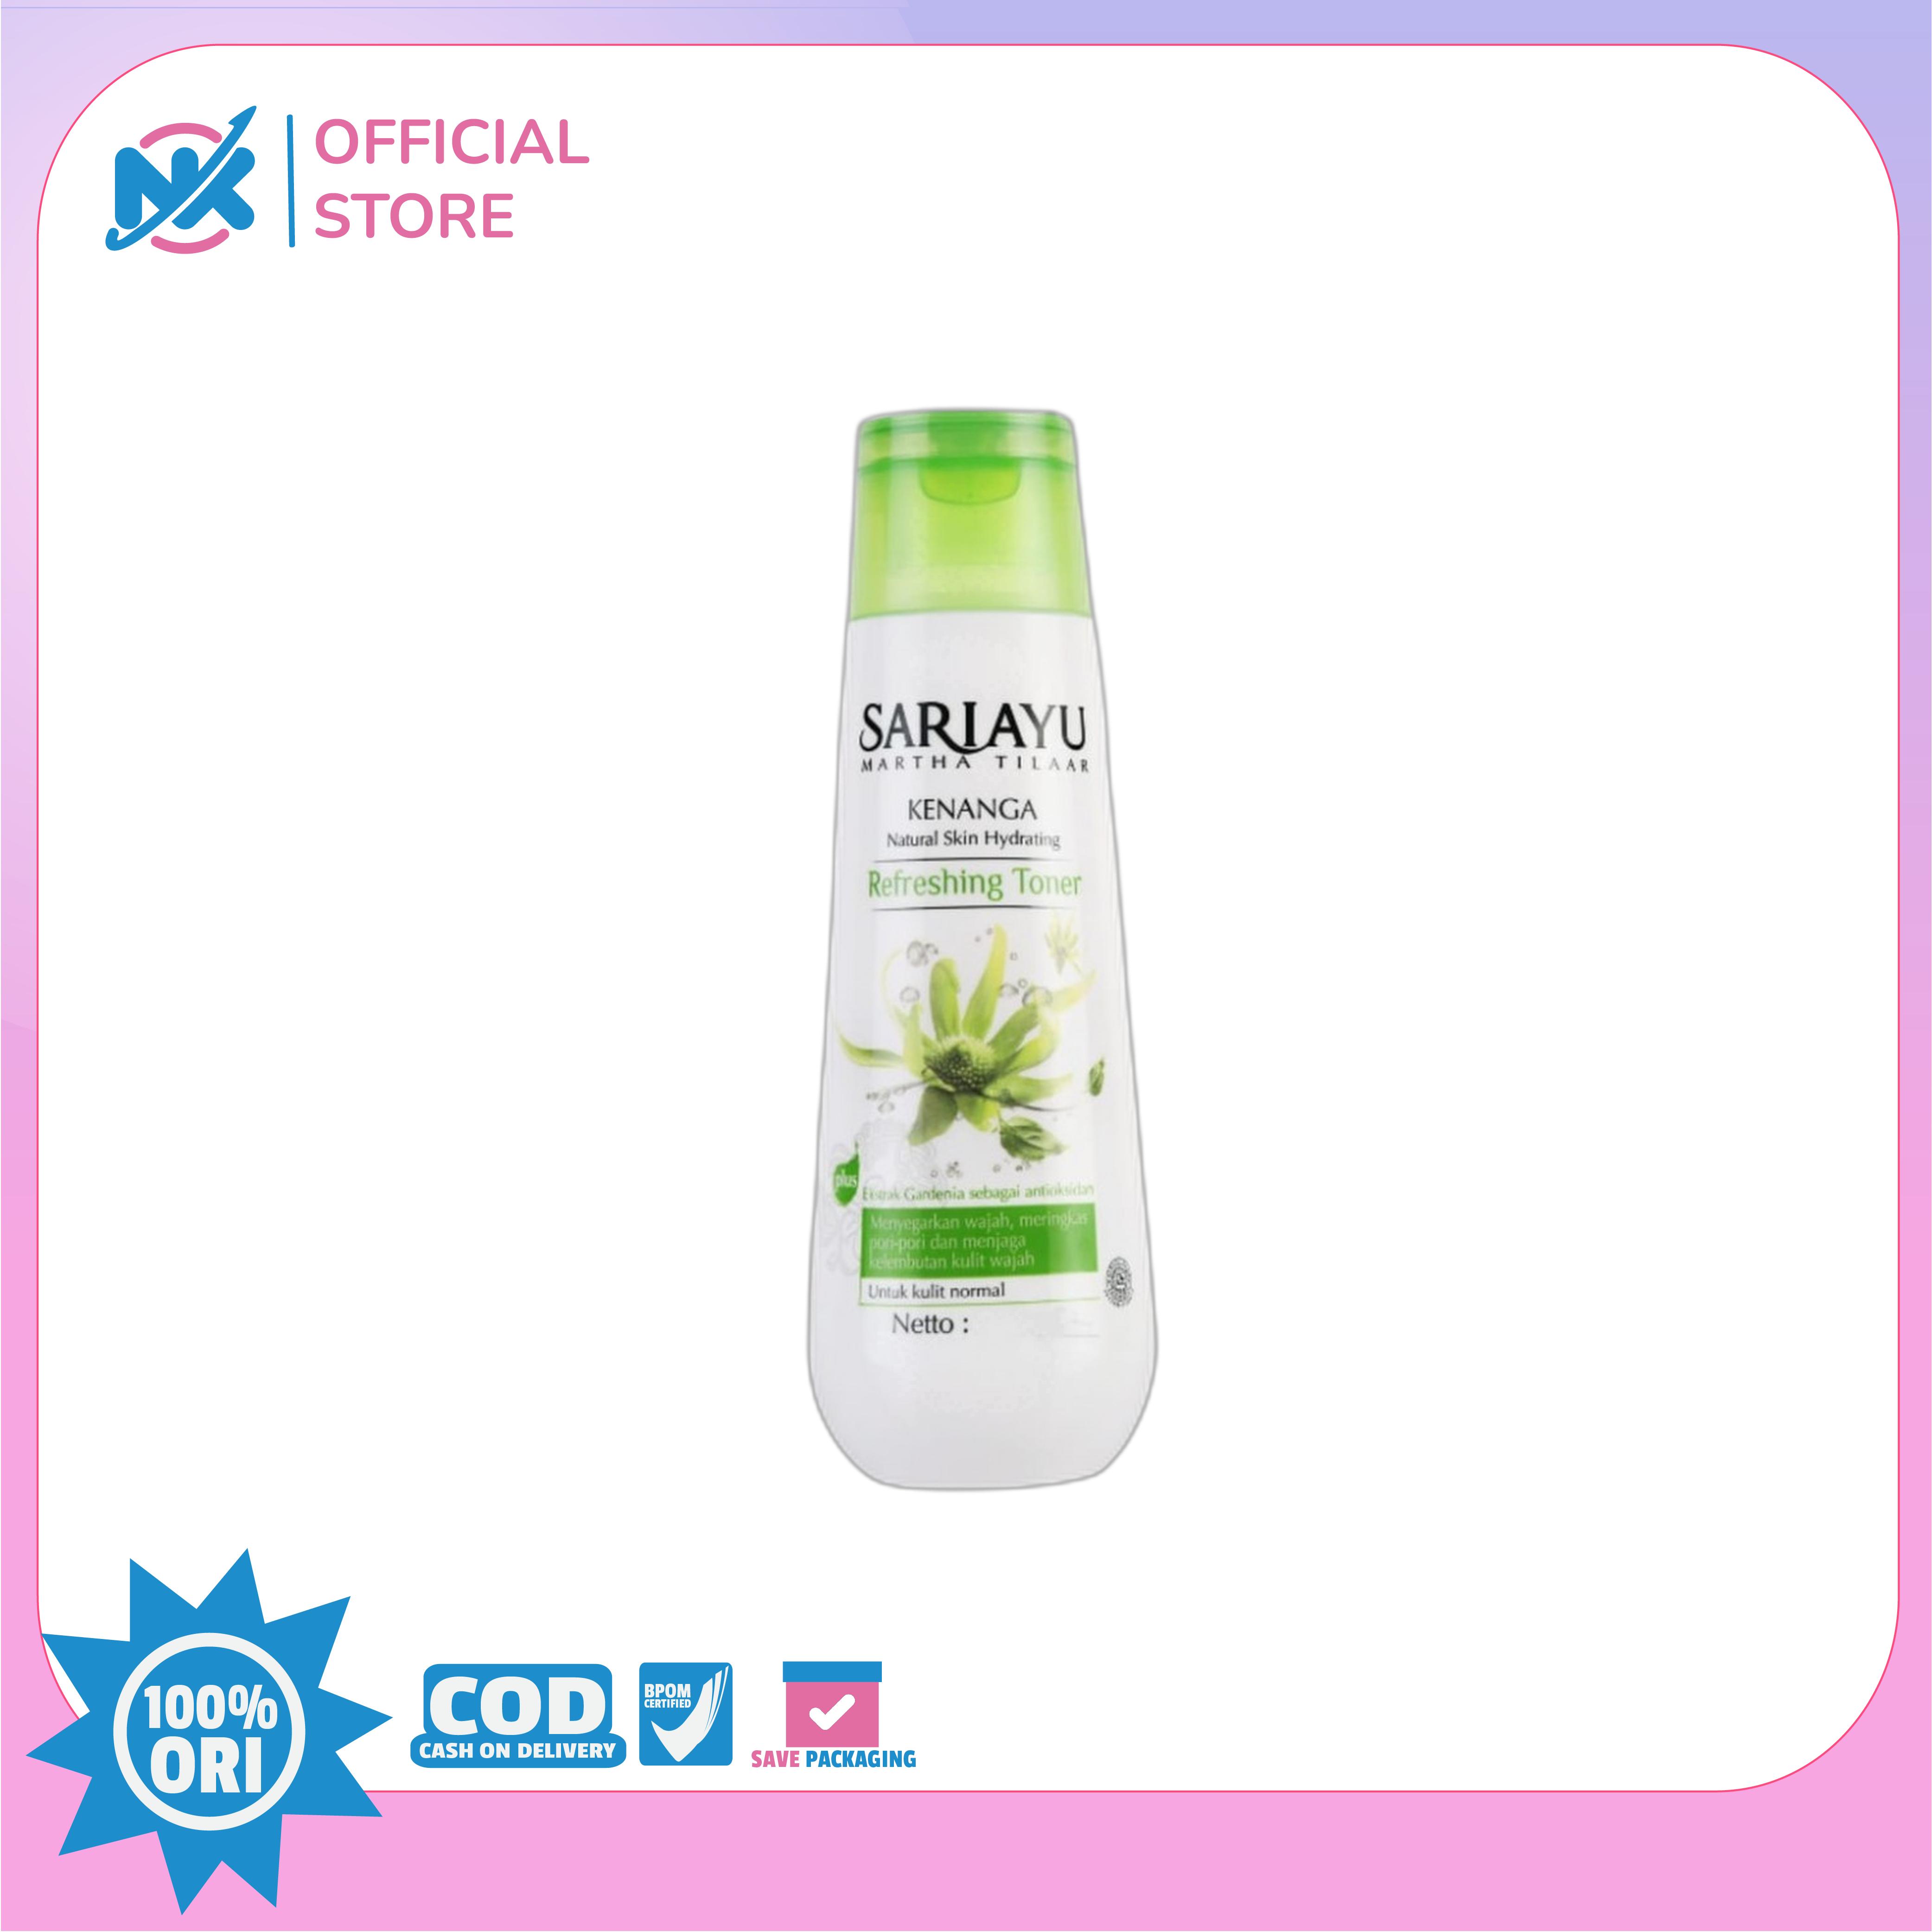 NK
OFFICIAL
STORE
SARIAYU
MARTHA TILAAR
KENANGA
Natural Skin Hydrating
Refreshing Toner
plus
Ekstrak Gardenia sebagai antioksidan
Menyegarkan wajah, meringkas
pori-pori dan menjaga
kelembutan kulit wajah
Untuk kulit normal
Netto :
100%
ORI
COD
CASH ON DELIVERY
BPOM
CERTIFIED
SAVE PACKAGING